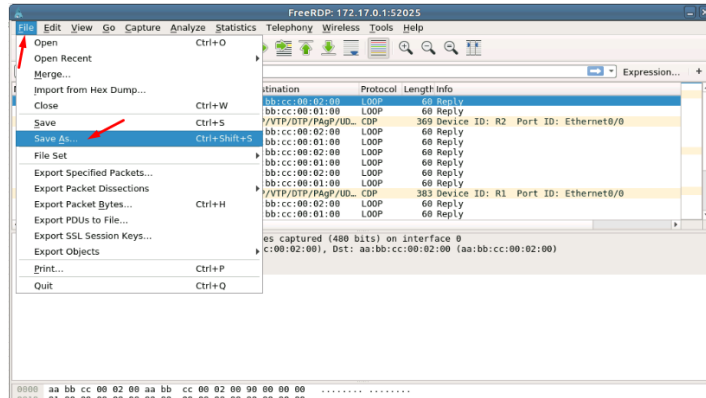 FreeRDP: 172.17.0.1:52025
File Edit View Go Capture Analyze Statistics Telephony Wireless Tools Help
Open Ctrl+O
Open Recent
Merge...
Import from Hex Dump...
Close Ctrl+W
Save Ctrl+S
Save As... Ctrl+Shift+S
File Set
Export Specified Packets...
Export Packet Dissections
Export Packet Bytes... Ctrl+H
Export PDUs to File...
Export SSL Session Keys...
Export Objects
Print... Ctrl+P
Quit Ctrl+Q
Expression... +
stination Protocol Length Info
bb:cc:00:02:00 LOOP 60 Reply
bb:cc:00:01:00 LOOP 60 Reply
/VTP/DTP/PAgP/UD… CDP 369 Device ID: R2 Port ID: Ethernet0/0
bb:cc:00:02:00 LOOP 60 Reply
bb:cc:00:01:00 LOOP 60 Reply
bb:cc:00:02:00 LOOP 60 Reply
bb:cc:00:01:00 LOOP 60 Reply
bb:cc:00:02:00 LOOP 60 Reply
bb:cc:00:01:00 LOOP 60 Reply
/VTP/DTP/PAgP/UD… CDP 383 Device ID: R1 Port ID: Ethernet0/0
bb:cc:00:02:00 LOOP 60 Reply
bb:cc:00:01:00 LOOP 60 Reply
es captured (480 bits) on interface 0
c:00:02:00), Dst: aa:bb:cc:00:02:00 (aa:bb:cc:00:02:00)
0000 aa bb cc 00 02 00 aa bb cc 00 02 00 90 00 00 00 ........ ........